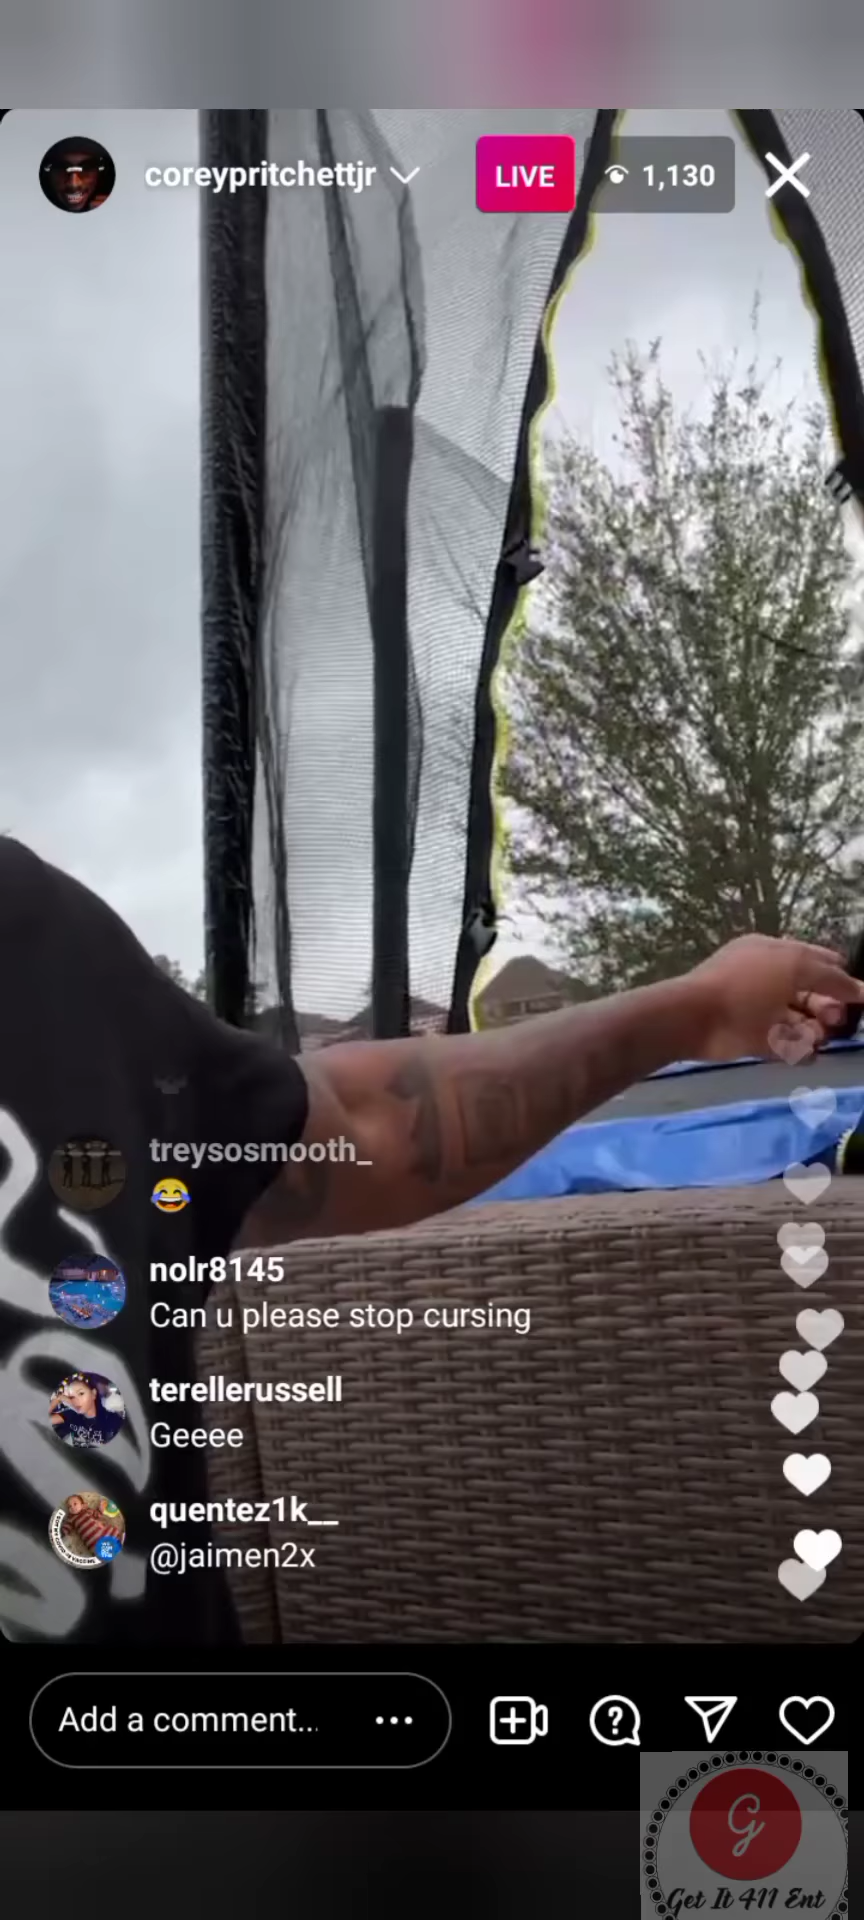 coreypritchettjr
LIVE
1,130
treysosmooth_
😂
nolr8145
Can u please stop cursing
terellerussell
Geeee
quentez1k__
@jaimen2x
Add a comment...
G
Get It 411 Ent